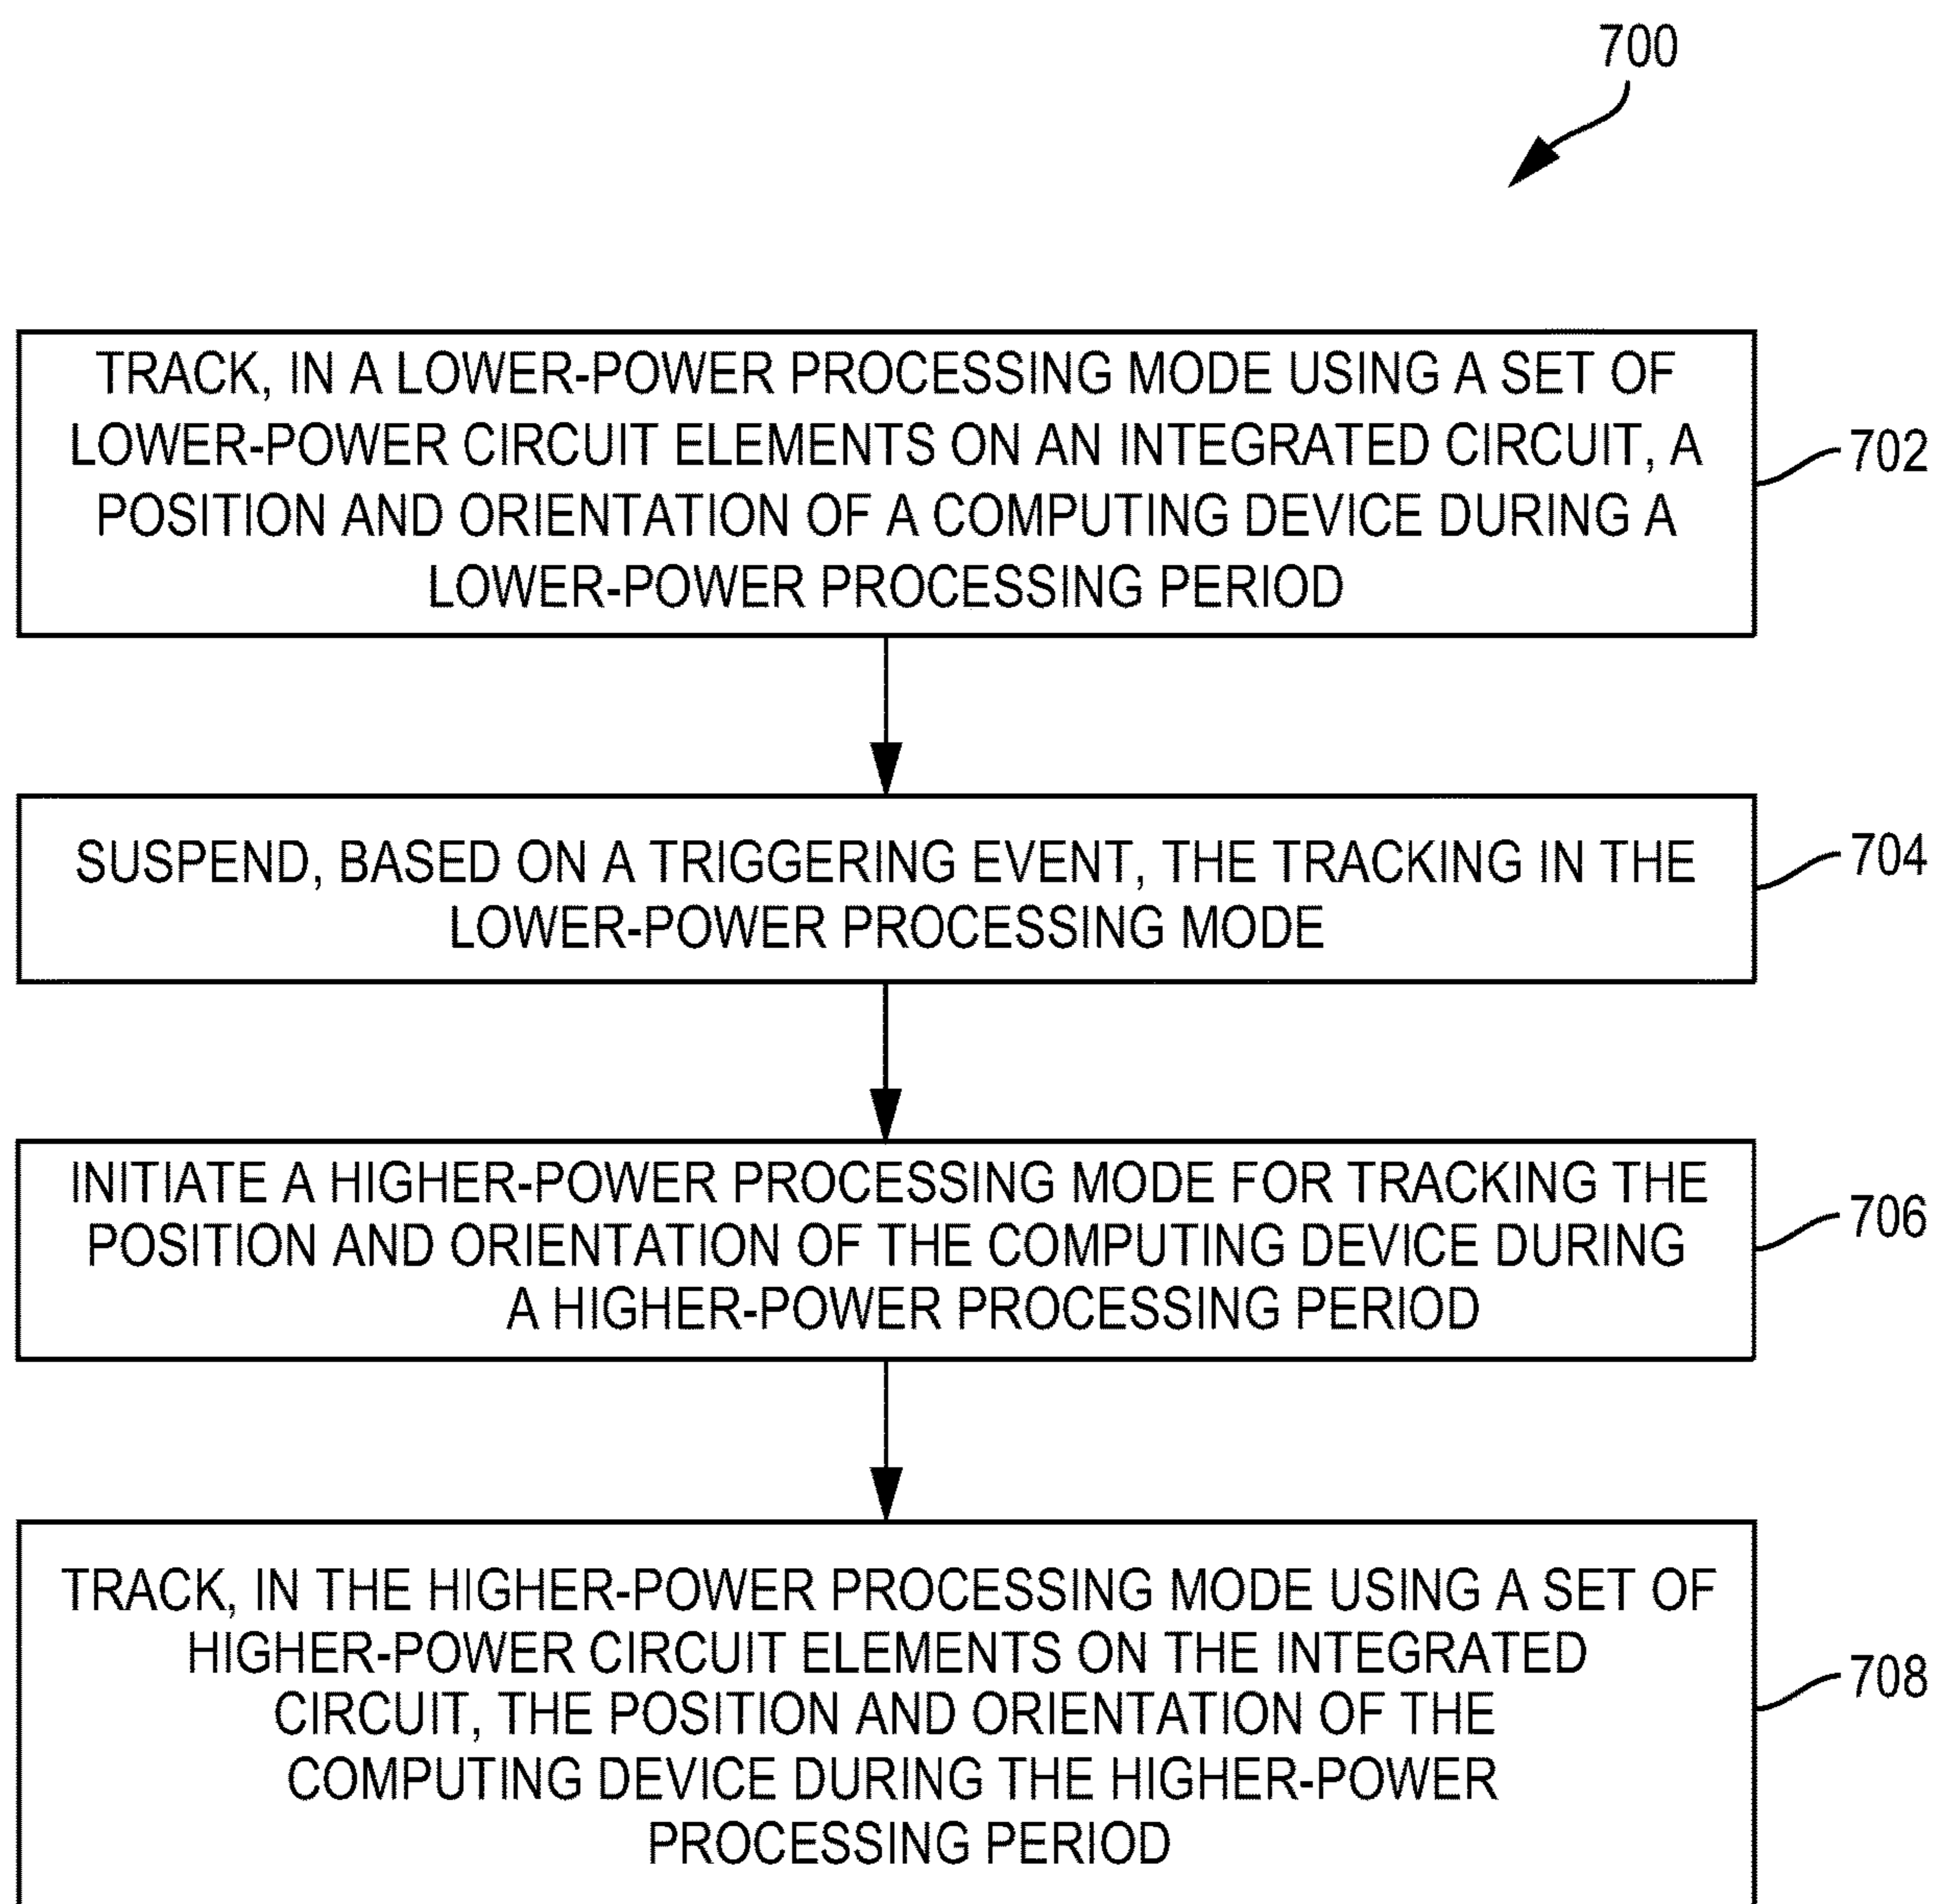 700
TRACK, IN A LOWER-POWER PROCESSING MODE USING A SET OF
LOWER-POWER CIRCUIT ELEMENTS ON AN INTEGRATED CIRCUIT, A
POSITION AND ORIENTATION OF A COMPUTING DEVICE DURING A
LOWER-POWER PROCESSING PERIOD
702
SUSPEND, BASED ON A TRIGGERING EVENT, THE TRACKING IN THE
LOWER-POWER PROCESSING MODE
704
INITIATE A HIGHER-POWER PROCESSING MODE FOR TRACKING THE
POSITION AND ORIENTATION OF THE COMPUTING DEVICE DURING
A HIGHER-POWER PROCESSING PERIOD
706
TRACK, IN THE HIGHER-POWER PROCESSING MODE USING A SET OF
HIGHER-POWER CIRCUIT ELEMENTS ON THE INTEGRATED
CIRCUIT, THE POSITION AND ORIENTATION OF THE
COMPUTING DEVICE DURING THE HIGHER-POWER
PROCESSING PERIOD
708